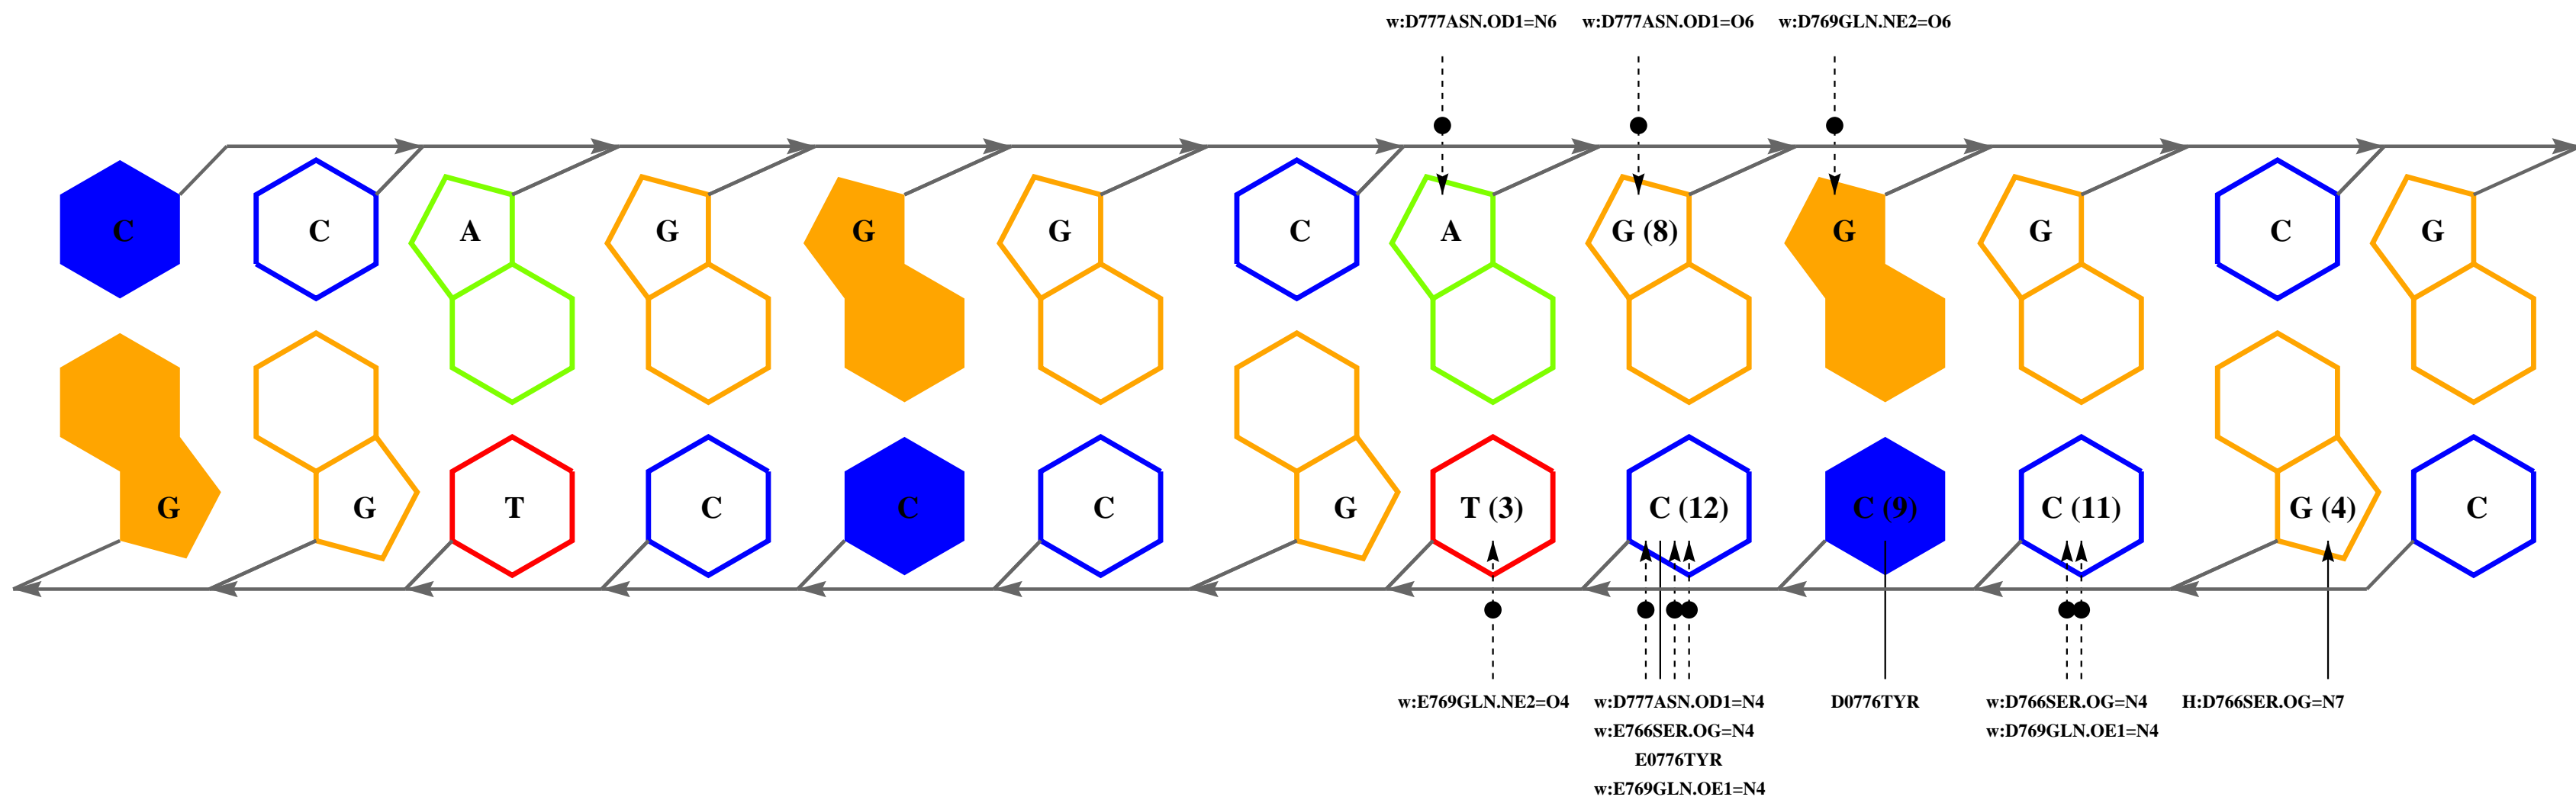 w:D777ASN.OD1=N6 w:D777ASN.OD1=O6 w:D769GLN.NE2=O6
C C A G G G C A G (8) G G C G
G G T C C C G T (3) C (12) C (9) C (11) G (4) C
w:E769GLN.NE2=O4 w:D777ASN.OD1=N4 D0776TYR w:D766SER.OG=N4 H:D766SER.OG=N7
w:E766SER.OG=N4 w:D769GLN.OE1=N4
E0776TYR
w:E769GLN.OE1=N4